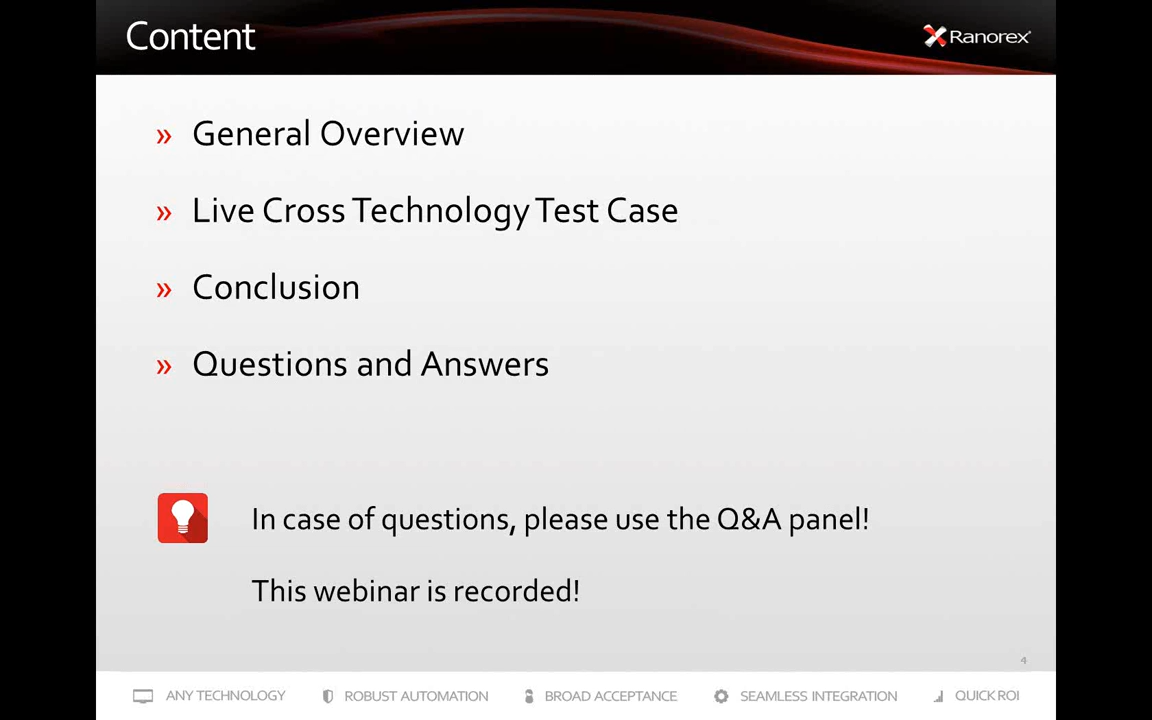 Content
Ranorex
» General Overview
» Live Cross Technology Test Case
» Conclusion
» Questions and Answers
In case of questions, please use the Q&A panel!
This webinar is recorded!
4
ANY TECHNOLOGY ROBUST AUTOMATION BROAD ACCEPTANCE SEAMLESS INTEGRATION QUICK ROI